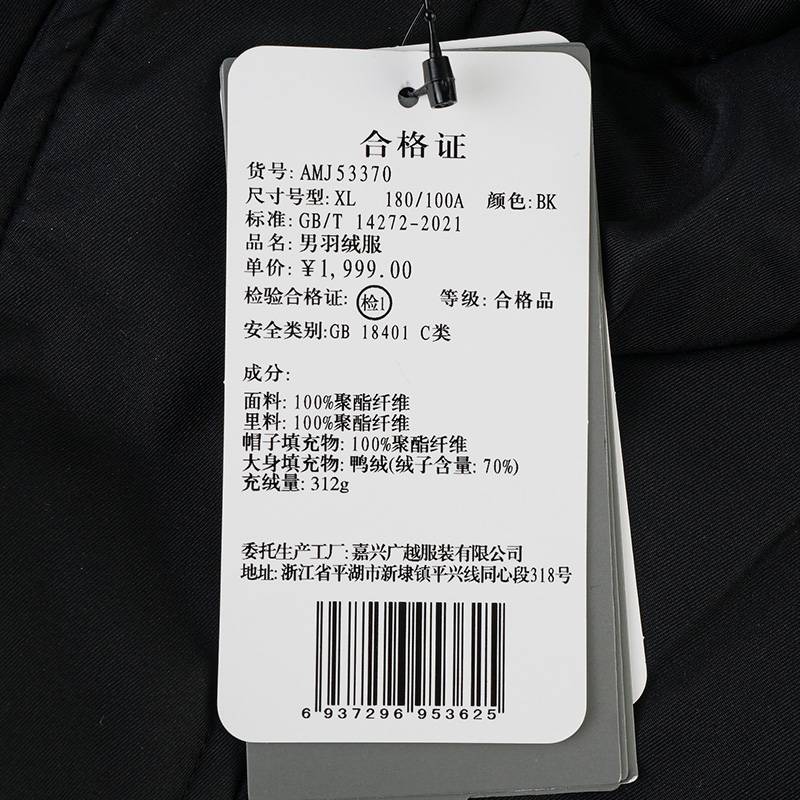 合格证
货号: AMJ53370
尺寸号型: XL 180/100A 颜色: BK
标准: GB/T 14272-2021
品名: 男羽绒服
单价: ¥1,999.00
检验合格证: 检1 等级: 合格品
安全类别:GB 18401 C类
成分:
面料: 100%聚酯纤维
里料: 100%聚酯纤维
帽子填充物: 100%聚酯纤维
大身填充物: 鸭绒(绒子含量: 70%)
充绒量: 312g
委托生产工厂: 嘉兴广越服装有限公司
地址: 浙江省平湖市新埭镇平兴线同心段318号
6 937296 953625